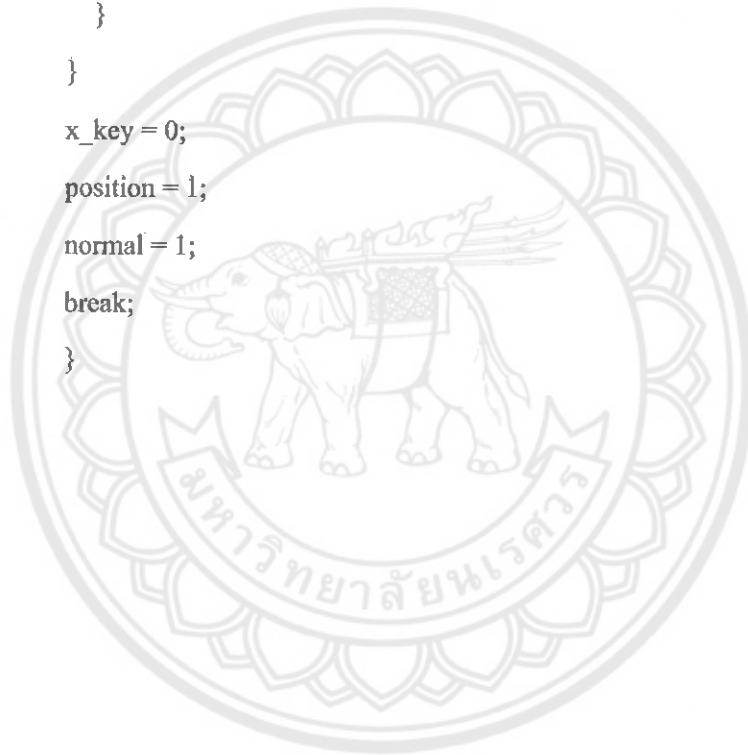 }
}
x_key = 0;
position = 1;
normal = 1;
break;
}
มหาวิทยาลัยนเรศวร